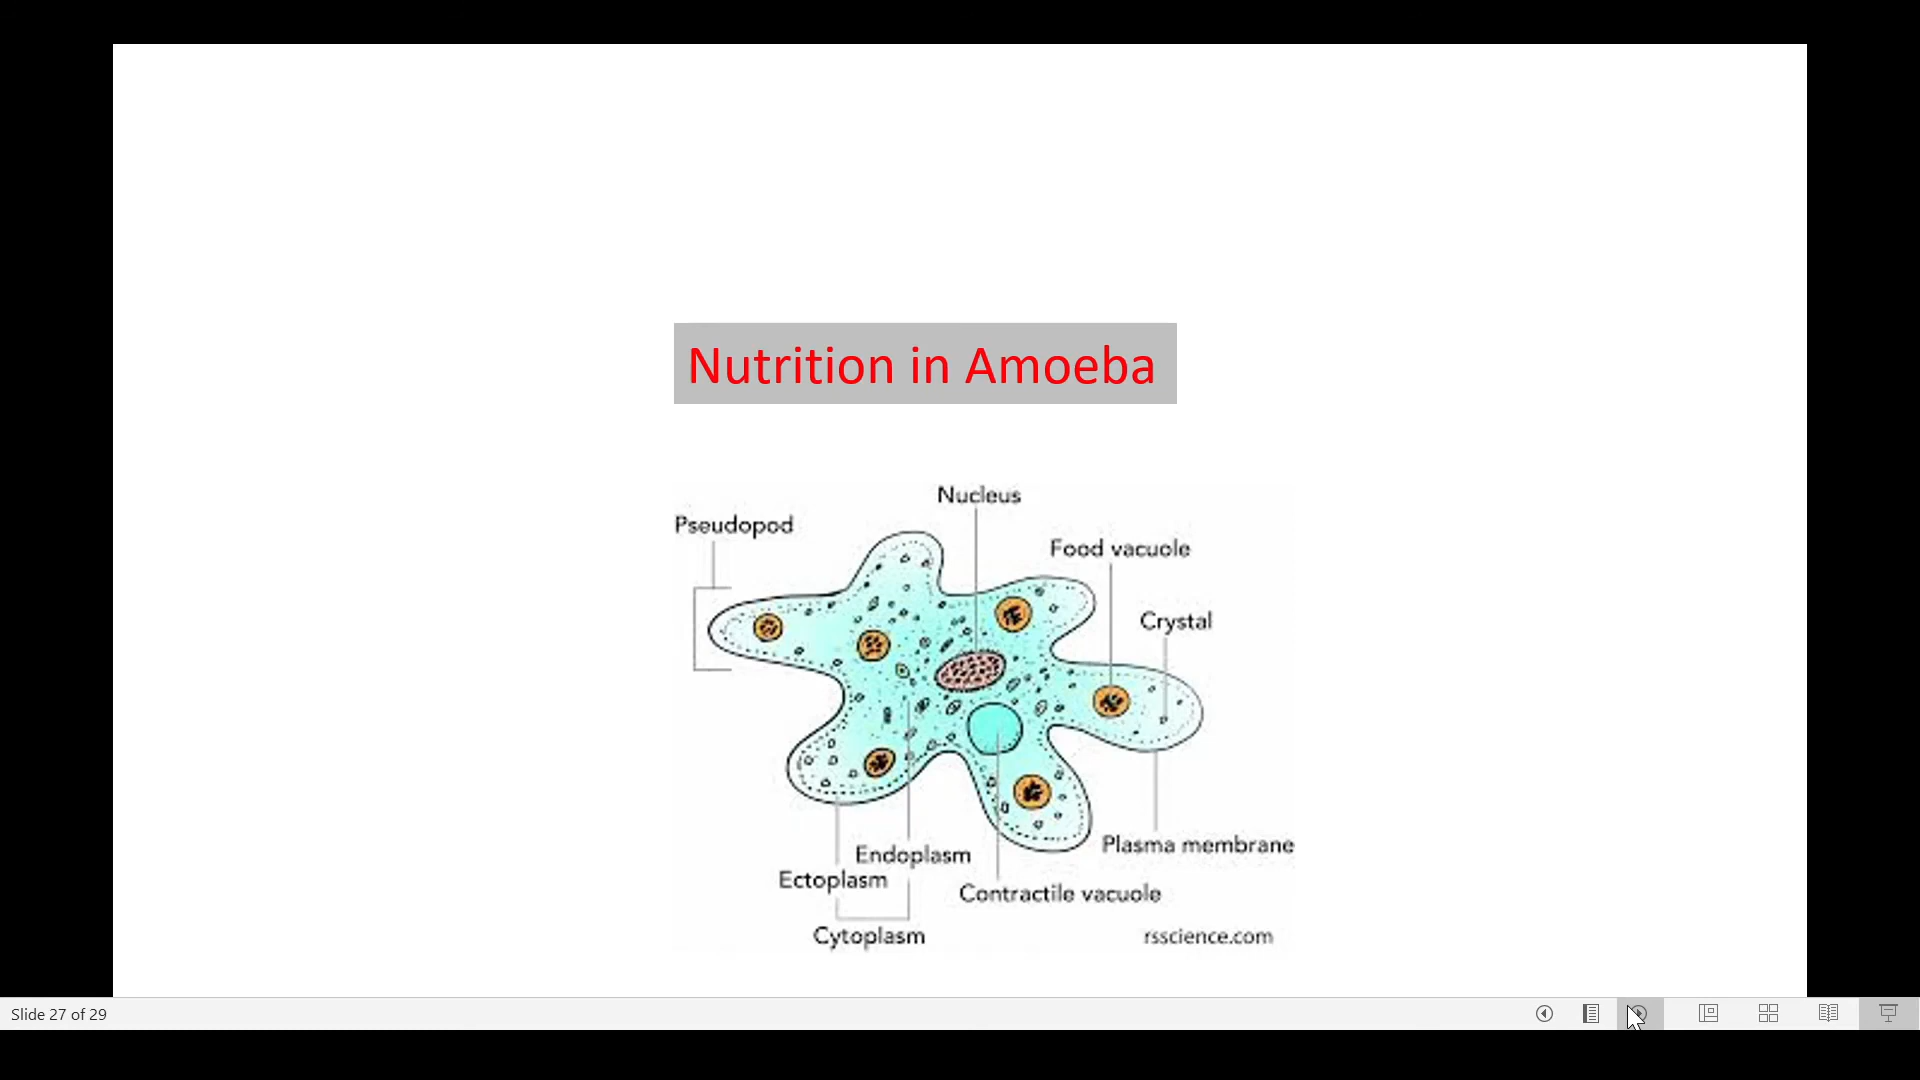 Nutrition in Amoeba
Nucleus
Pseudopod
Food vacuole
Crystal
Plasma membrane
Endoplasm
Ectoplasm
Contractile vacuole
Cytoplasm
rsscience.com
Slide 27 of 29